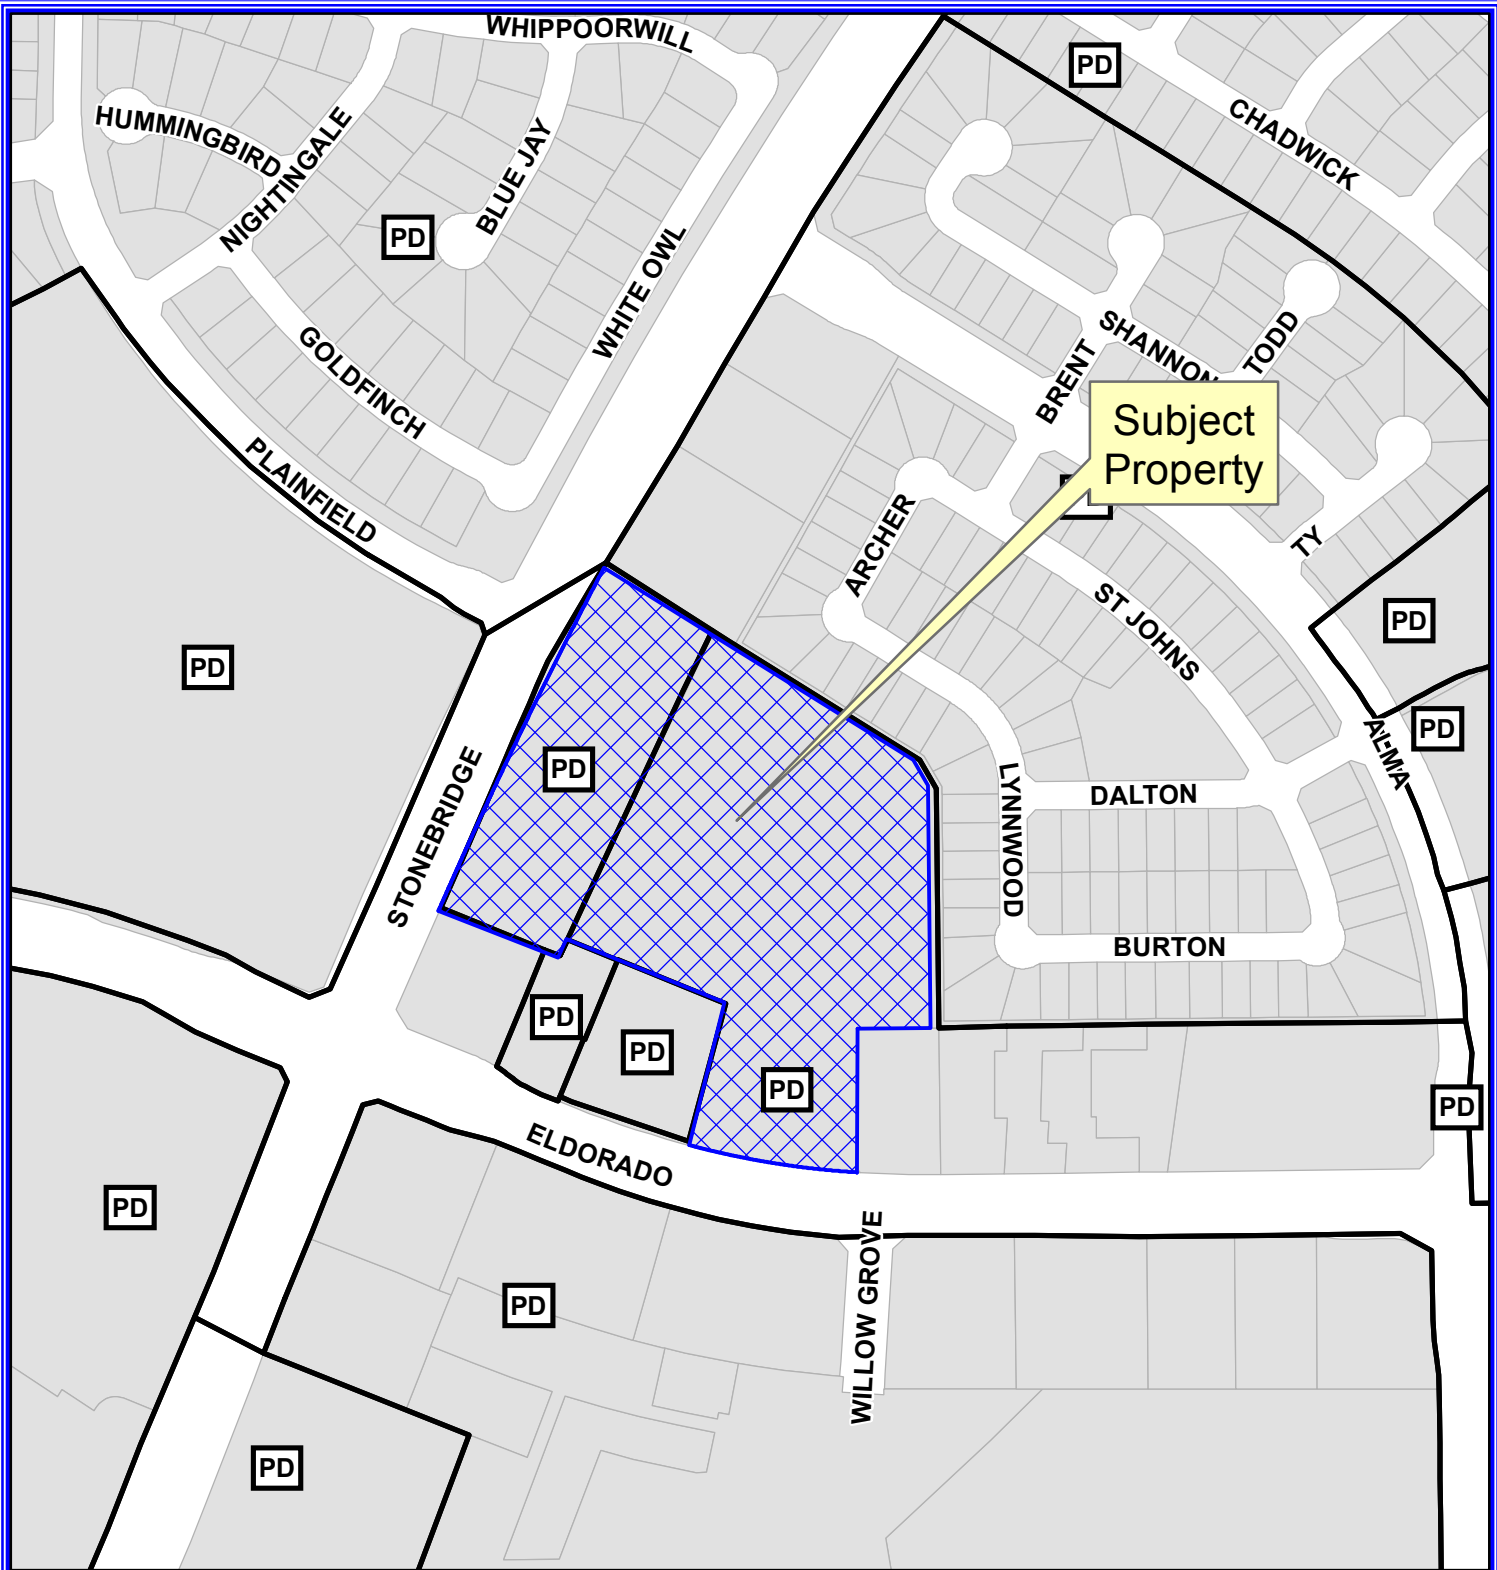 WHIPPOORWILL
PD
HUMMINGBIRD
CHADWICK
NIGHTINGALE
BLUE JAY
PD
WHITE OWL
SHANNON
TODD
GOLDFINCH
BRENT
Subject
Property
PLAINFIELD
ARCHER
TY
ST JOHNS
PD
PD
PD
ALMA
STONEBRIDGE
PD
LYNNWOOD
DALTON
BURTON
PD
PD
PD
PD
ELDORADO
PD
WILLOW GROVE
PD
PD